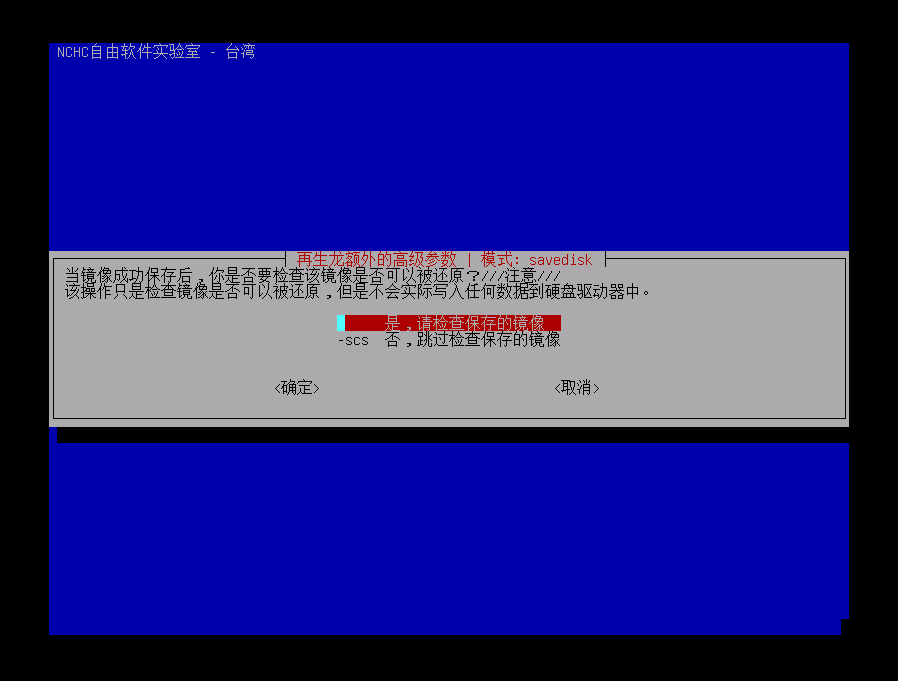 NCHC自由软件实验室 - 台湾
再生龙额外的高级参数 | 模式: savedisk
当镜像成功保存后,你是否要检查该镜像是否可以被还原?///注意///
该操作只是检查镜像是否可以被还原,但是不会实际写入任何数据到硬盘驱动器中。
是,请检查保存的镜像
-scs 否,跳过检查保存的镜像
<确定> <取消>